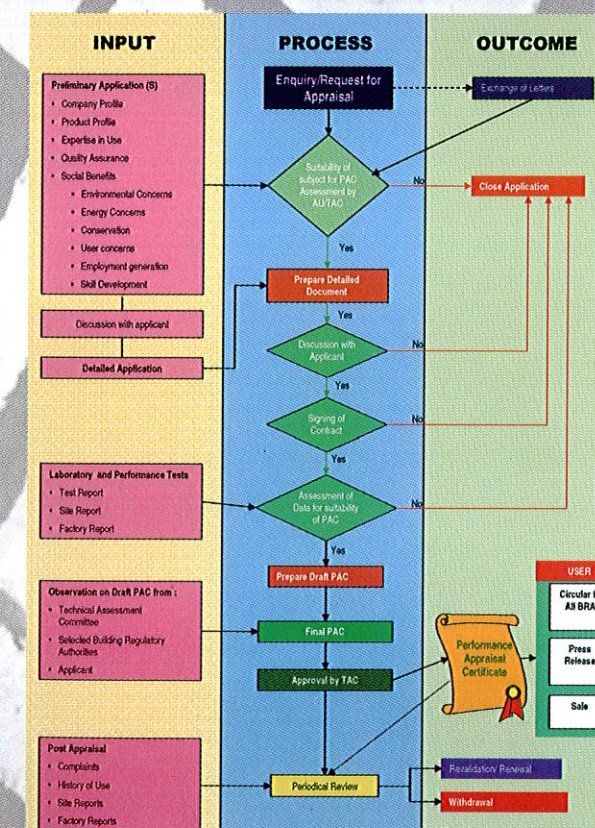 INPUT
Preliminary Application (S)
• Company Profile
• Product Profile
• Expertise in Use
• Quality Assurance
• Social Benefits
• Environmental Concerns
• Energy Concerns
• Conservation
• User concerns
• Employment generation
• Skill Development
Discussion with applicant
Detailed Application
Laboratory and Performance Tests
• Test Report
• Site Report
• Factory Report
Observation on Draft PAC from :
• Technical Assessment
Committee
• Selected Building Regulatory
Authorities
• Applicant
Post Appraisal
• Complaints
• History of Use
• Site Reports
• Factory Reports
PROCESS
Enquiry/Request for
Appraisal
Suitability of
subject for PAC
Assessment by
AU/TAC
No
Yes
Prepare Detailed
Document
Yes
Discussion with
Applicant
No
Yes
Signing of
Contract
No
Yes
Assessment of
Data for suitability
of PAC
No
Yes
Prepare Draft PAC
Final PAC
Approval by TAC
Periodical Review
OUTCOME
Exchange of Letters
Close Application
Performance
Appraisal
Certificate
USER
Circular
All BRA
Press
Release
Sale
Revalidation/ Renewal
Withdrawal